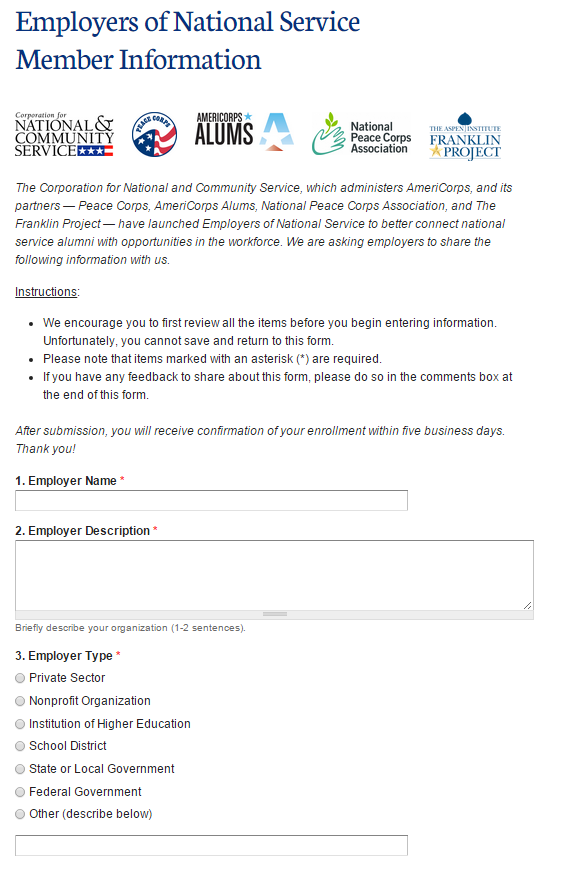 Employers of National Service
Member Information
Corporation for
NATIONAL &
COMMUNITY
SERVICE
PEACE CORPS
AMERICORPS
ALUMS
National
Peace Corps
Association
THE ASPEN INSTITUTE
FRANKLIN
PROJECT
The Corporation for National and Community Service, which administers AmeriCorps, and its
partners — Peace Corps, AmeriCorps Alums, National Peace Corps Association, and The
Franklin Project — have launched Employers of National Service to better connect national
service alumni with opportunities in the workforce. We are asking employers to share the
following information with us.
Instructions:
• We encourage you to first review all the items before you begin entering information.
Unfortunately, you cannot save and return to this form.
• Please note that items marked with an asterisk (*) are required.
• If you have any feedback to share about this form, please do so in the comments box at
the end of this form.
After submission, you will receive confirmation of your enrollment within five business days.
Thank you!
1. Employer Name *
2. Employer Description *
Briefly describe your organization (1-2 sentences).
3. Employer Type *
Private Sector
Nonprofit Organization
Institution of Higher Education
School District
State or Local Government
Federal Government
Other (describe below)